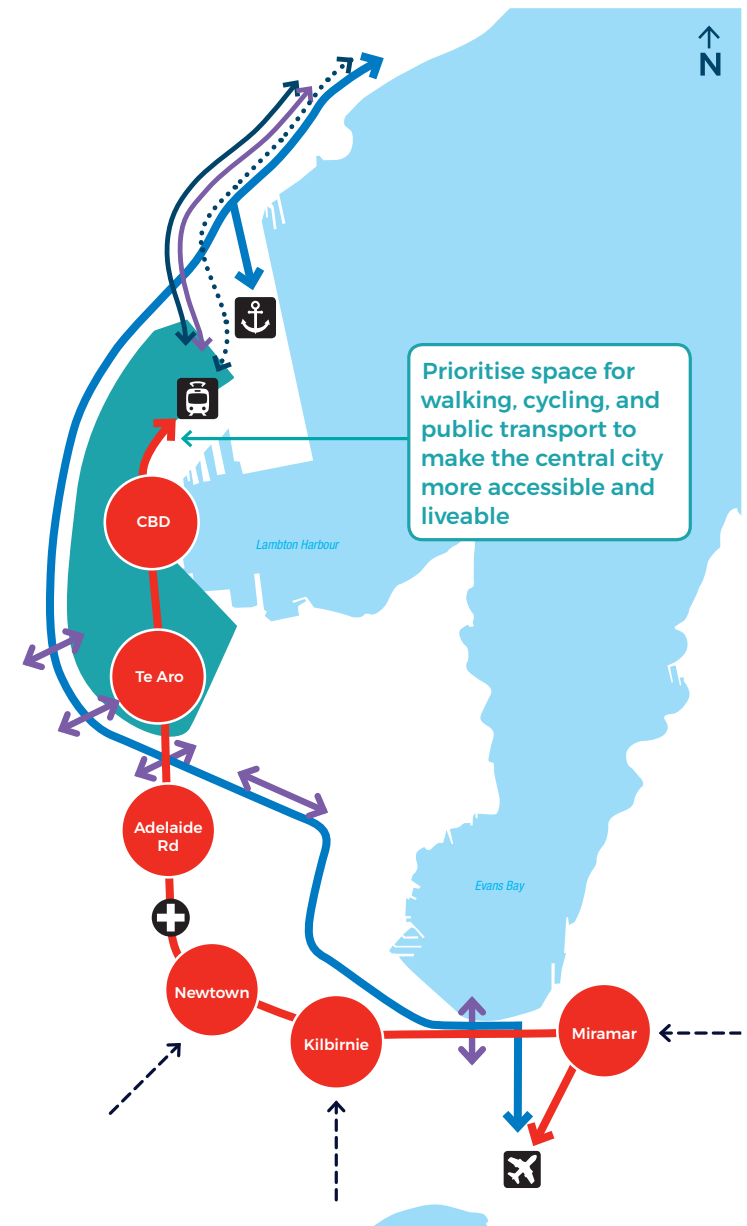 N
Prioritise space for
walking, cycling, and
public transport to
make the central city
more accessible and
liveable
CBD
Lambton Harbour
Te Aro
Adelaide
Rd
Evans Bay
Newtown
Kilbirnie
Miramar